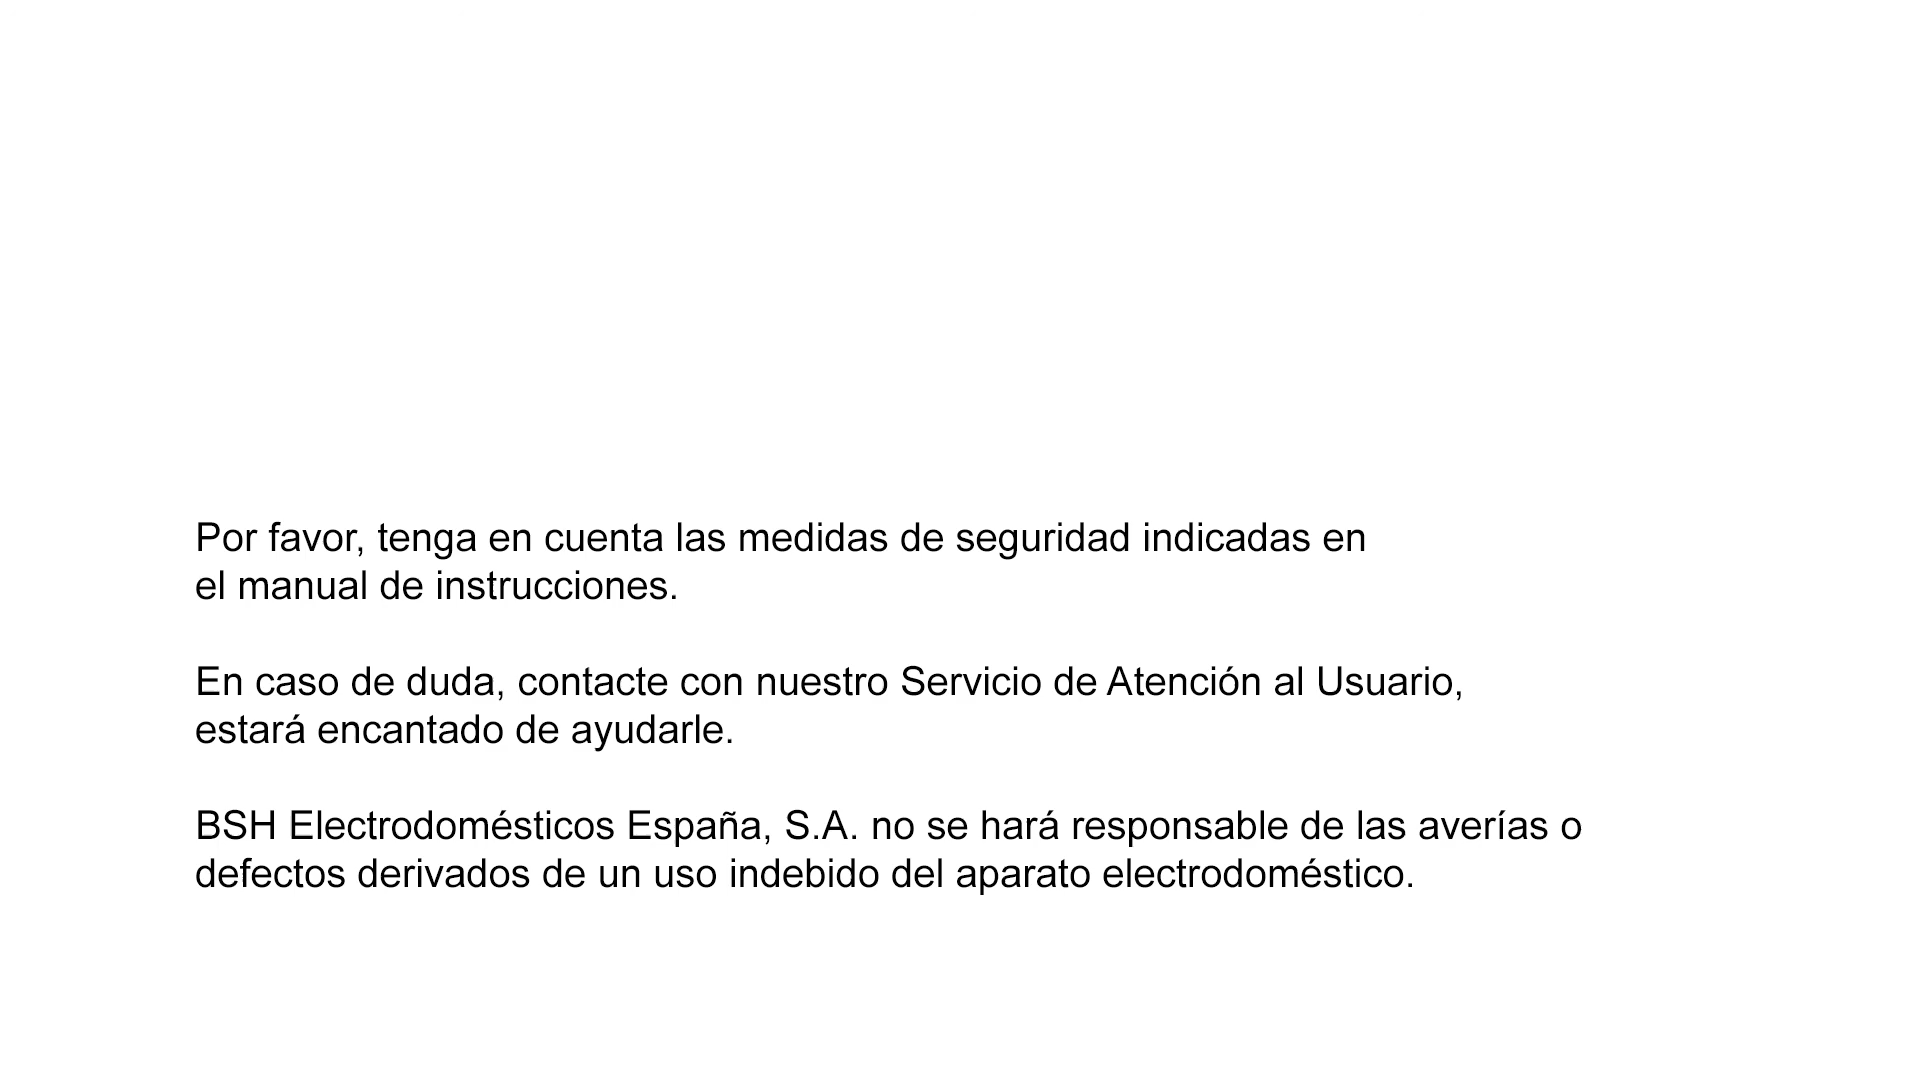 Por favor, tenga en cuenta las medidas de seguridad indicadas en
el manual de instrucciones.
En caso de duda, contacte con nuestro Servicio de Atención al Usuario,
estará encantado de ayudarle.
BSH Electrodomésticos España, S.A. no se hará responsable de las averías o
defectos derivados de un uso indebido del aparato electrodoméstico.